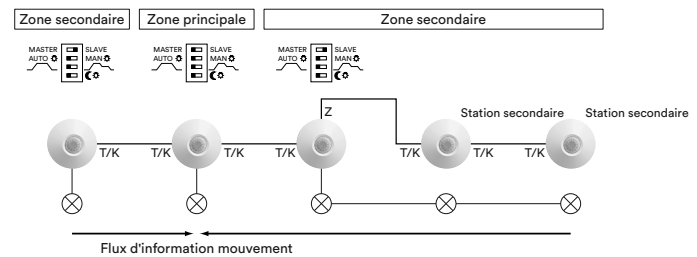 Zone secondaire
Zone principale
Zone secondaire
MASTER SLAVE
AUTO MAN
MASTER SLAVE
AUTO MAN
MASTER SLAVE
AUTO MAN
Z
Station secondaire
Station secondaire
T/K
T/K
T/K
T/K
T/K
T/K
T/K
Flux d'information mouvement